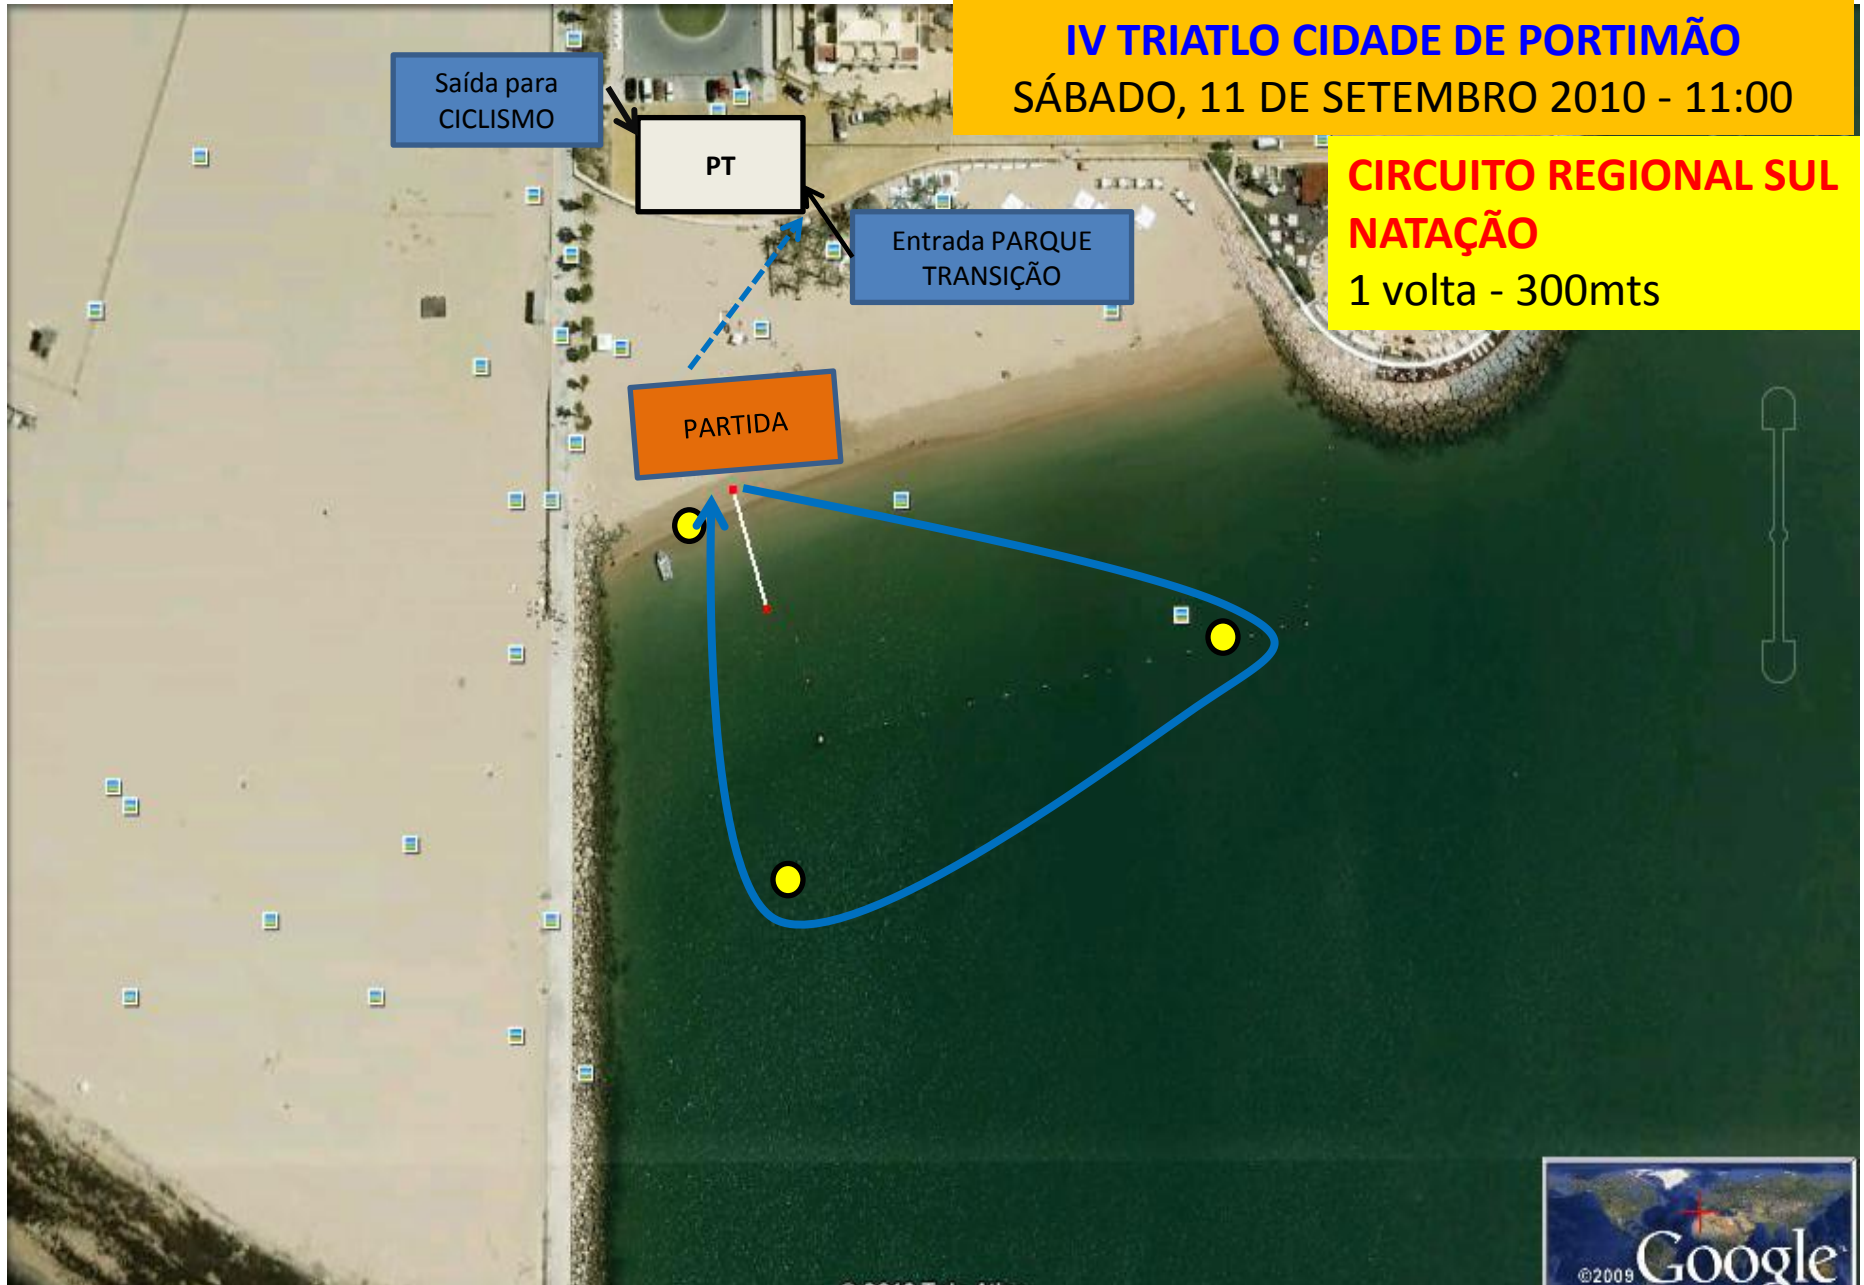 IV TRIATLO CIDADE DE PORTIMÃO
SÁBADO, 11 DE SETEMBRO 2010 - 11:00
CIRCUITO REGIONAL SUL
NATAÇÃO
1 volta - 300mts
Saída para
CICLISMO
PT
Entrada PARQUE
TRANSIÇÃO
PARTIDA
©2009 Google